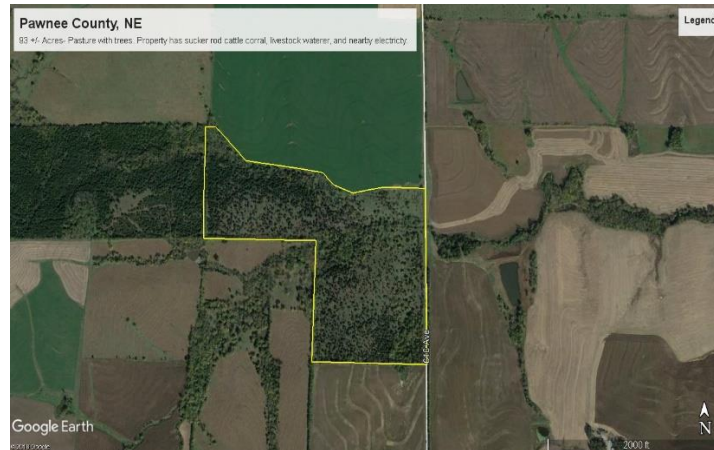 Pawnee County, NE
Legend
93 +/- Acres- Pasture with trees. Property has sucker rod cattle corral, livestock waterer, and nearby electricity.
Google Earth
N
2000 ft